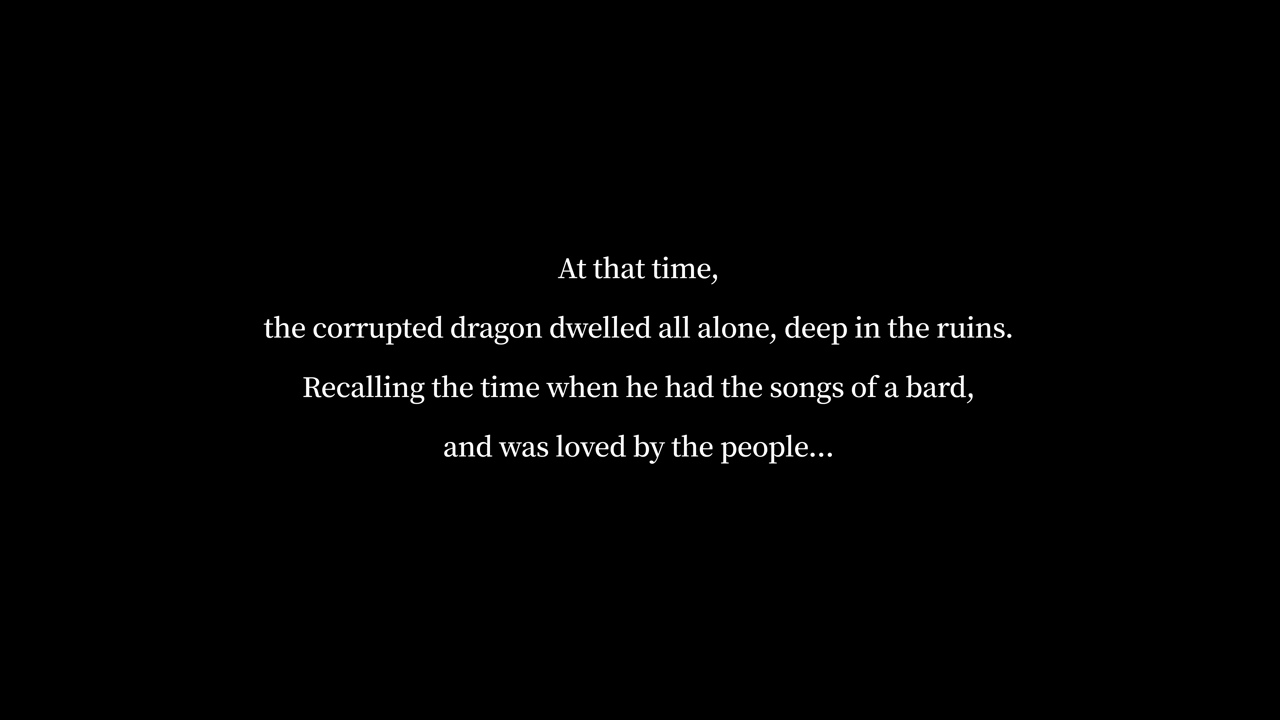 At that time,
the corrupted dragon dwelled all alone, deep in the ruins.
Recalling the time when he had the songs of a bard,
and was loved by the people...